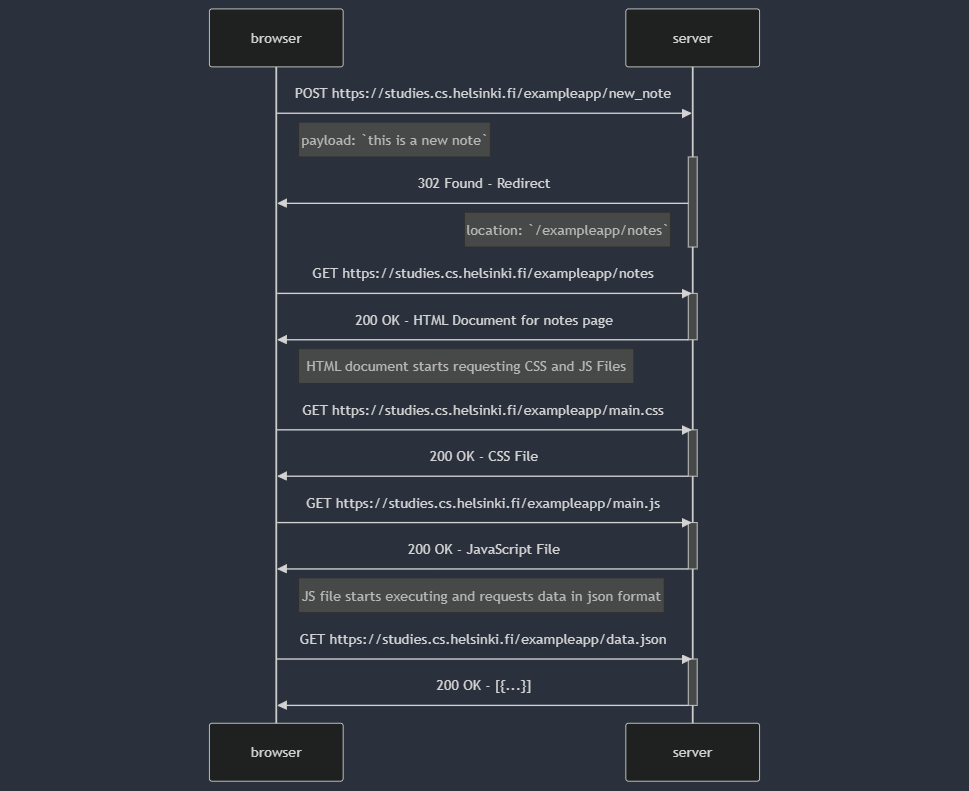 browser
server
POST https://studies.cs.helsinki.fi/exampleapp/new_note
payload: `this is a new note`
302 Found - Redirect
location: `/exampleapp/notes`
GET https://studies.cs.helsinki.fi/exampleapp/notes
200 OK - HTML Document for notes page
HTML document starts requesting CSS and JS Files
GET https://studies.cs.helsinki.fi/exampleapp/main.css
200 OK - CSS File
GET https://studies.cs.helsinki.fi/exampleapp/main.js
200 OK - JavaScript File
JS file starts executing and requests data in json format
GET https://studies.cs.helsinki.fi/exampleapp/data.json
200 OK - [{...}]
browser
server